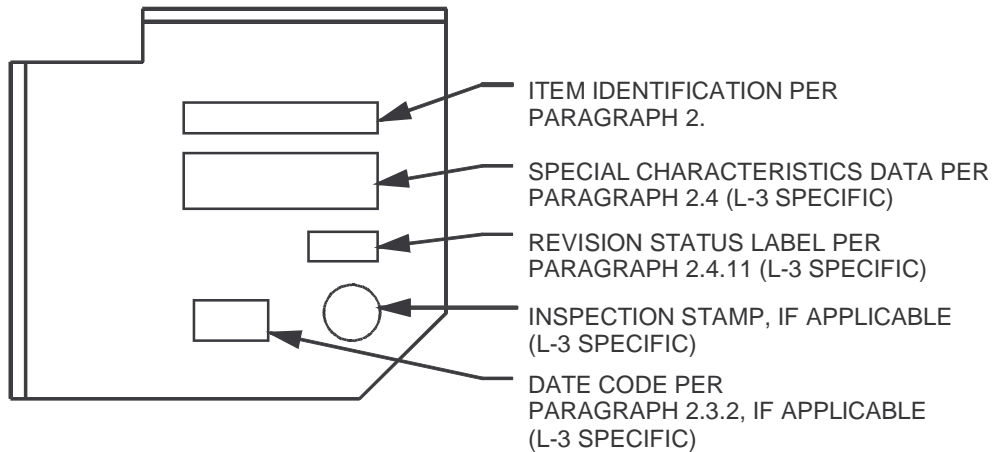 ITEM IDENTIFICATION PER
PARAGRAPH 2.
SPECIAL CHARACTERISTICS DATA PER
PARAGRAPH 2.4 (L-3 SPECIFIC)
REVISION STATUS LABEL PER
PARAGRAPH 2.4.11 (L-3 SPECIFIC)
INSPECTION STAMP, IF APPLICABLE
(L-3 SPECIFIC)
DATE CODE PER
PARAGRAPH 2.3.2, IF APPLICABLE
(L-3 SPECIFIC)